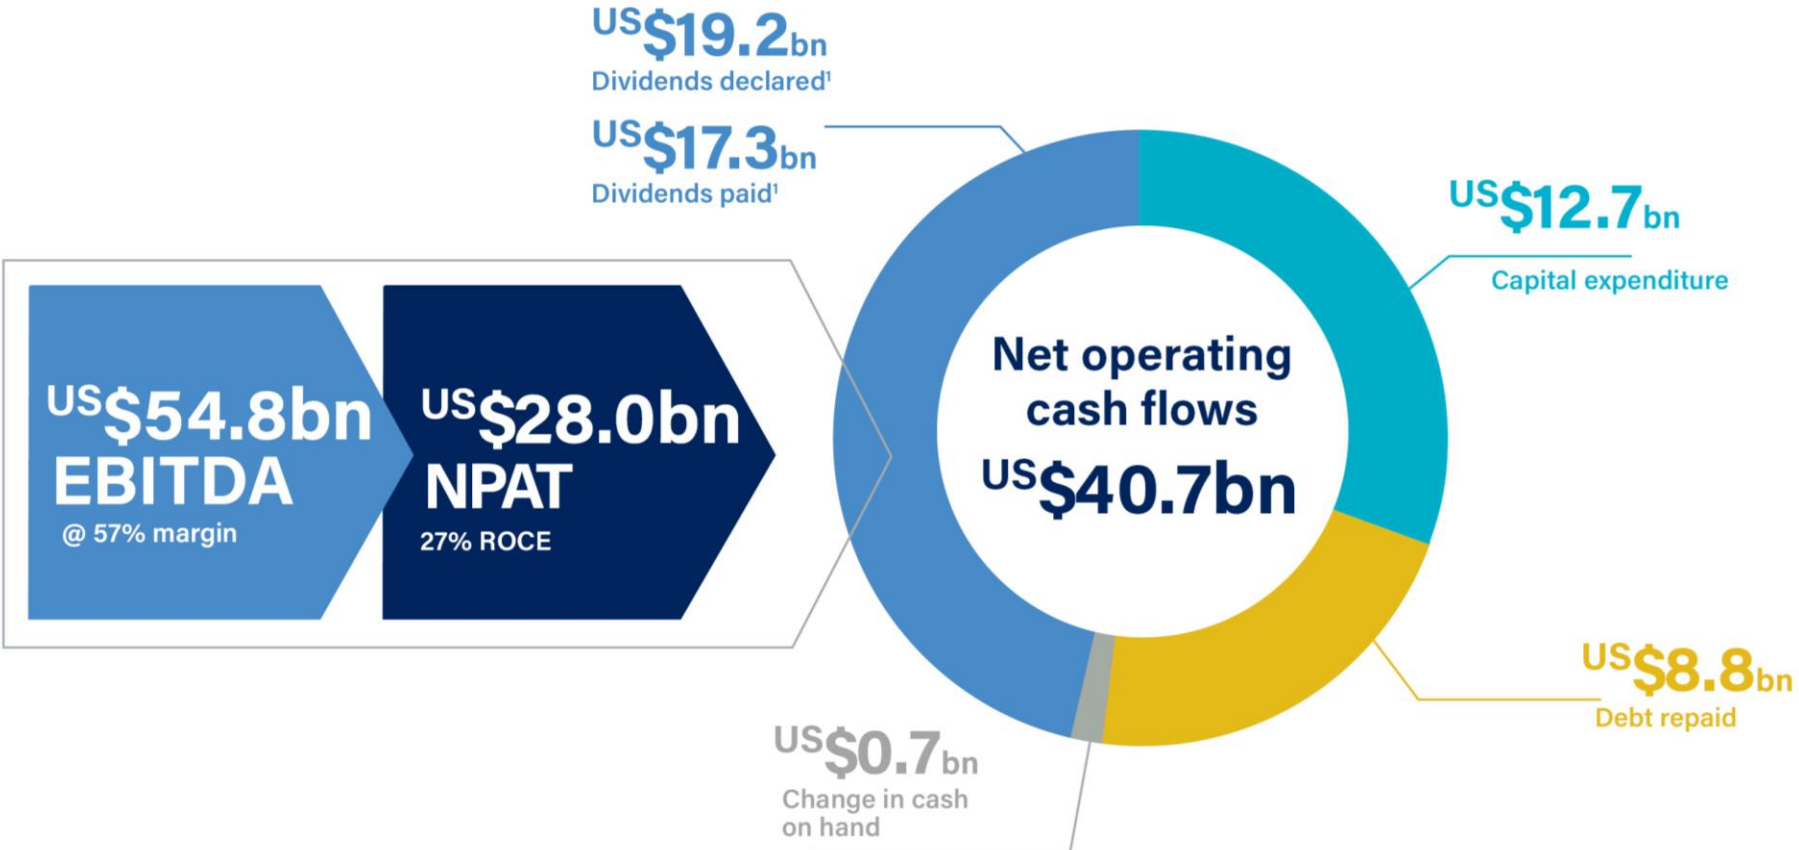 US$19.2bn
Dividends declared¹
US$17.3bn
Dividends paid¹
US$12.7bn
Capital expenditure
US$54.8bn
EBITDA
@ 57% margin
US$28.0bn
NPAT
27% ROCE
Net operating
cash flows
US$40.7bn
US$8.8bn
Debt repaid
US$0.7bn
Change in cash
on hand